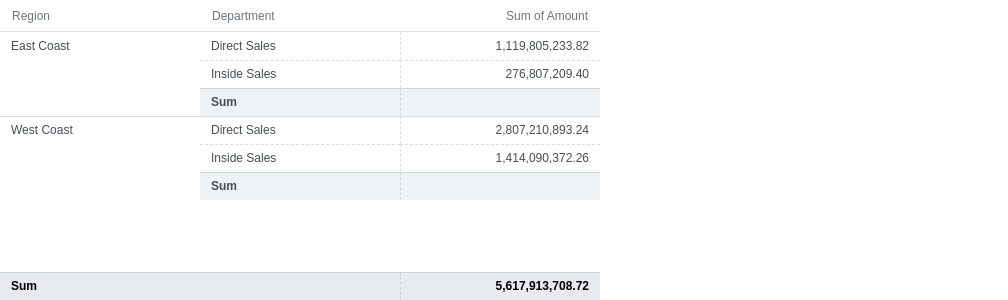 Region Department Sum of Amount
East Coast Direct Sales 1,119,805,233.82
Inside Sales 276,807,209.40
Sum
West Coast Direct Sales 2,807,210,893.24
Inside Sales 1,414,090,372.26
Sum
Sum 5,617,913,708.72